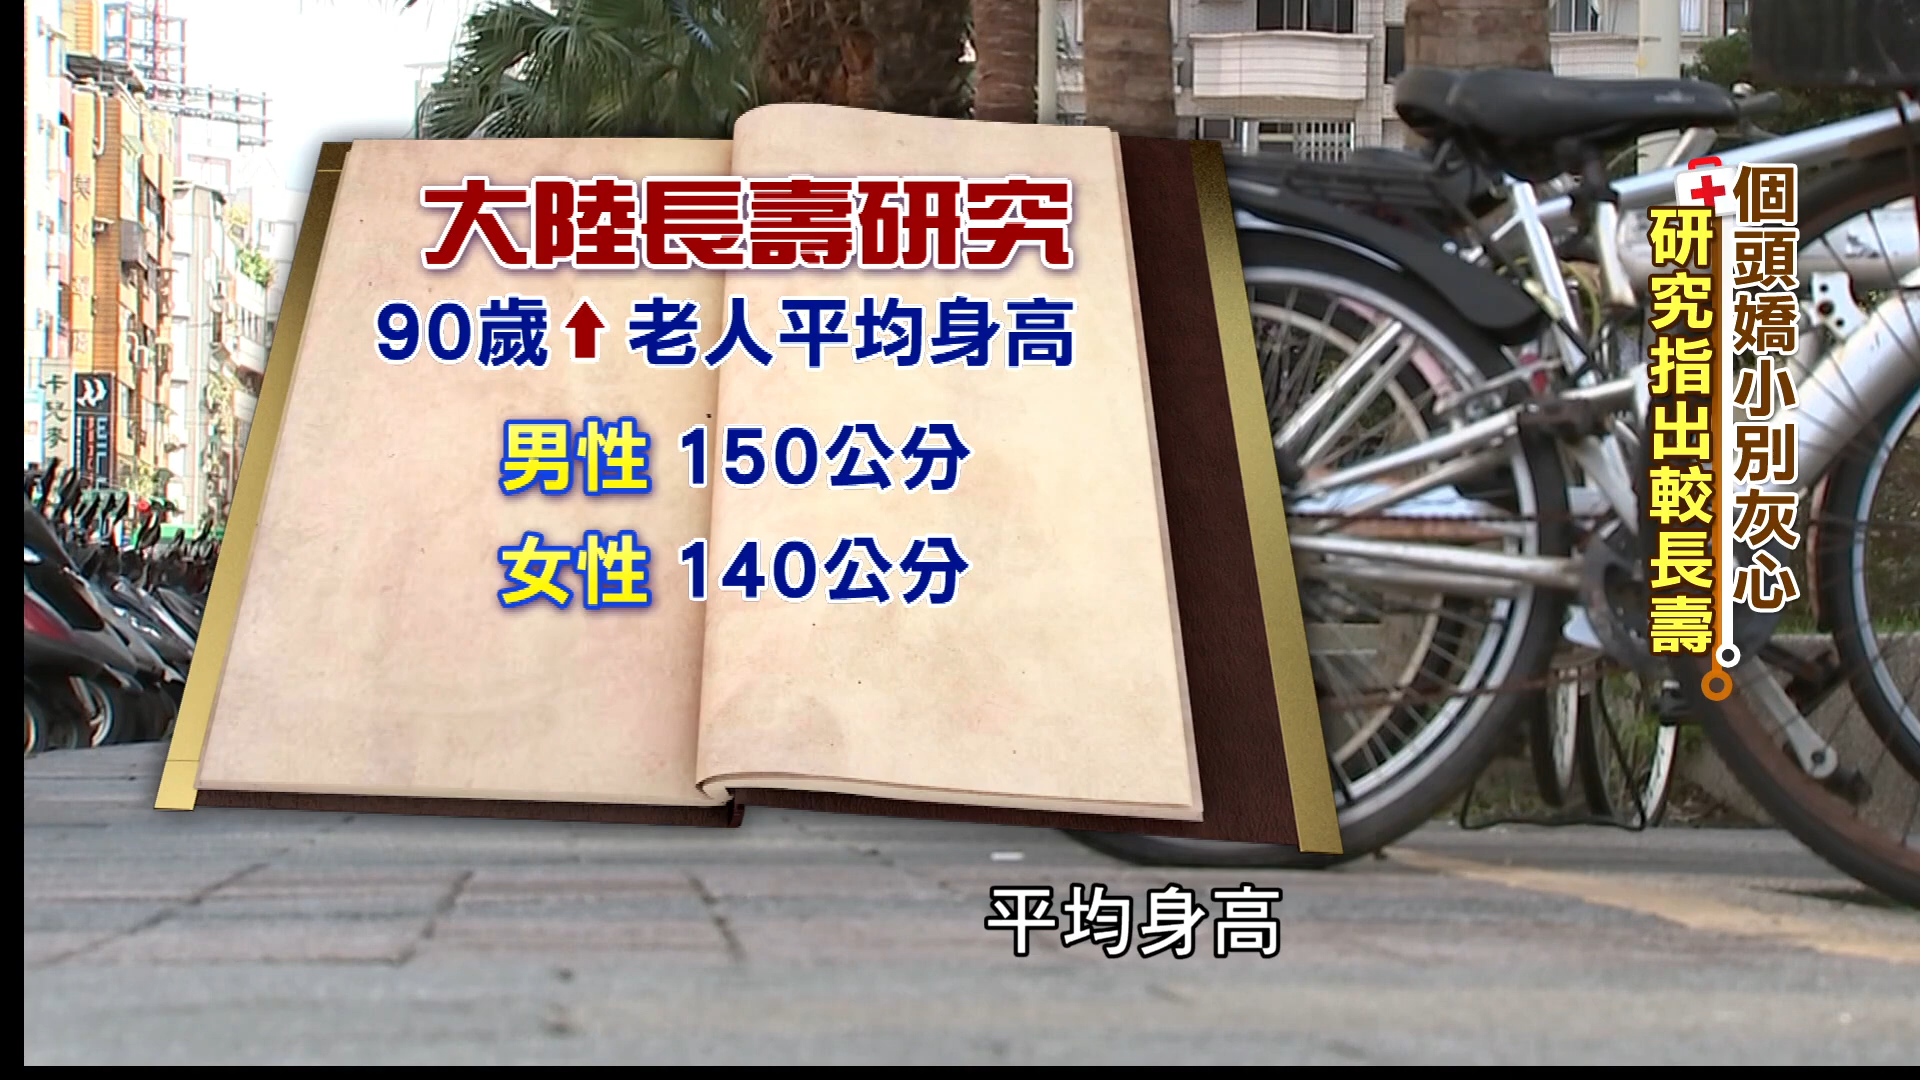 大陸長壽研究
90歲⬆老人平均身高
男性 150公分
女性 140公分
個頭嬌小別灰心
研究指出較長壽
平均身高